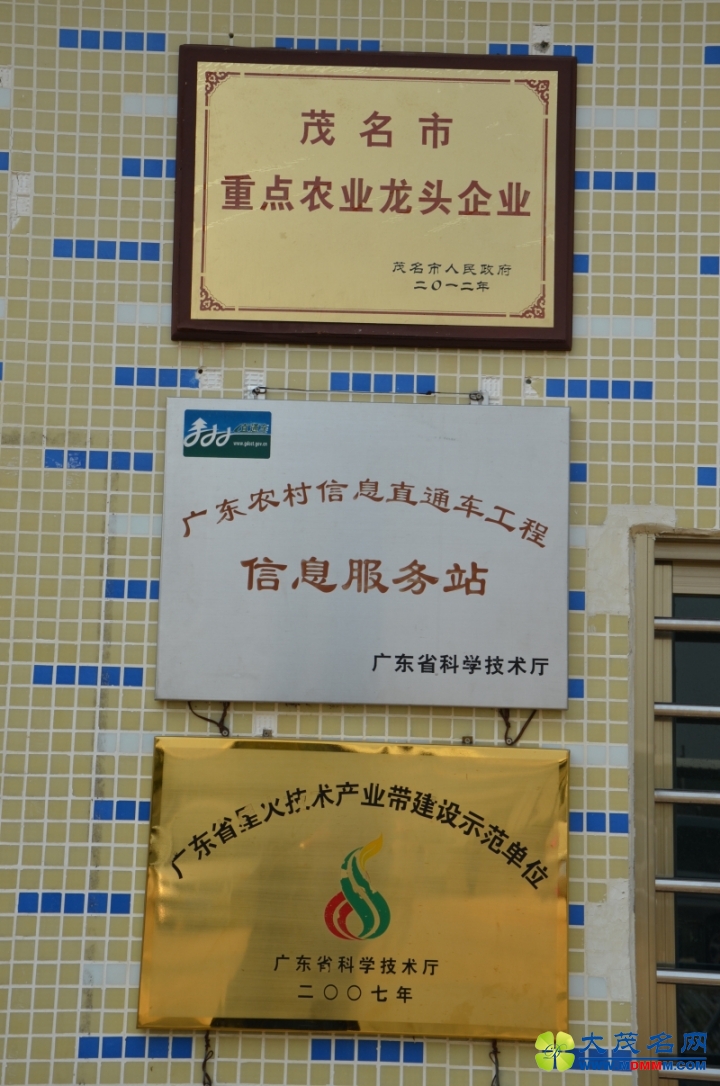 茂名市
重点农业龙头企业
茂名市人民政府
二〇一二年
www.gdsti.gov.cn
广东农村信息直通车工程
信息服务站
广东省科学技术厅
广东省星火技术产业带建设示范单位
广东省科学技术厅
二〇〇七年
大茂名网